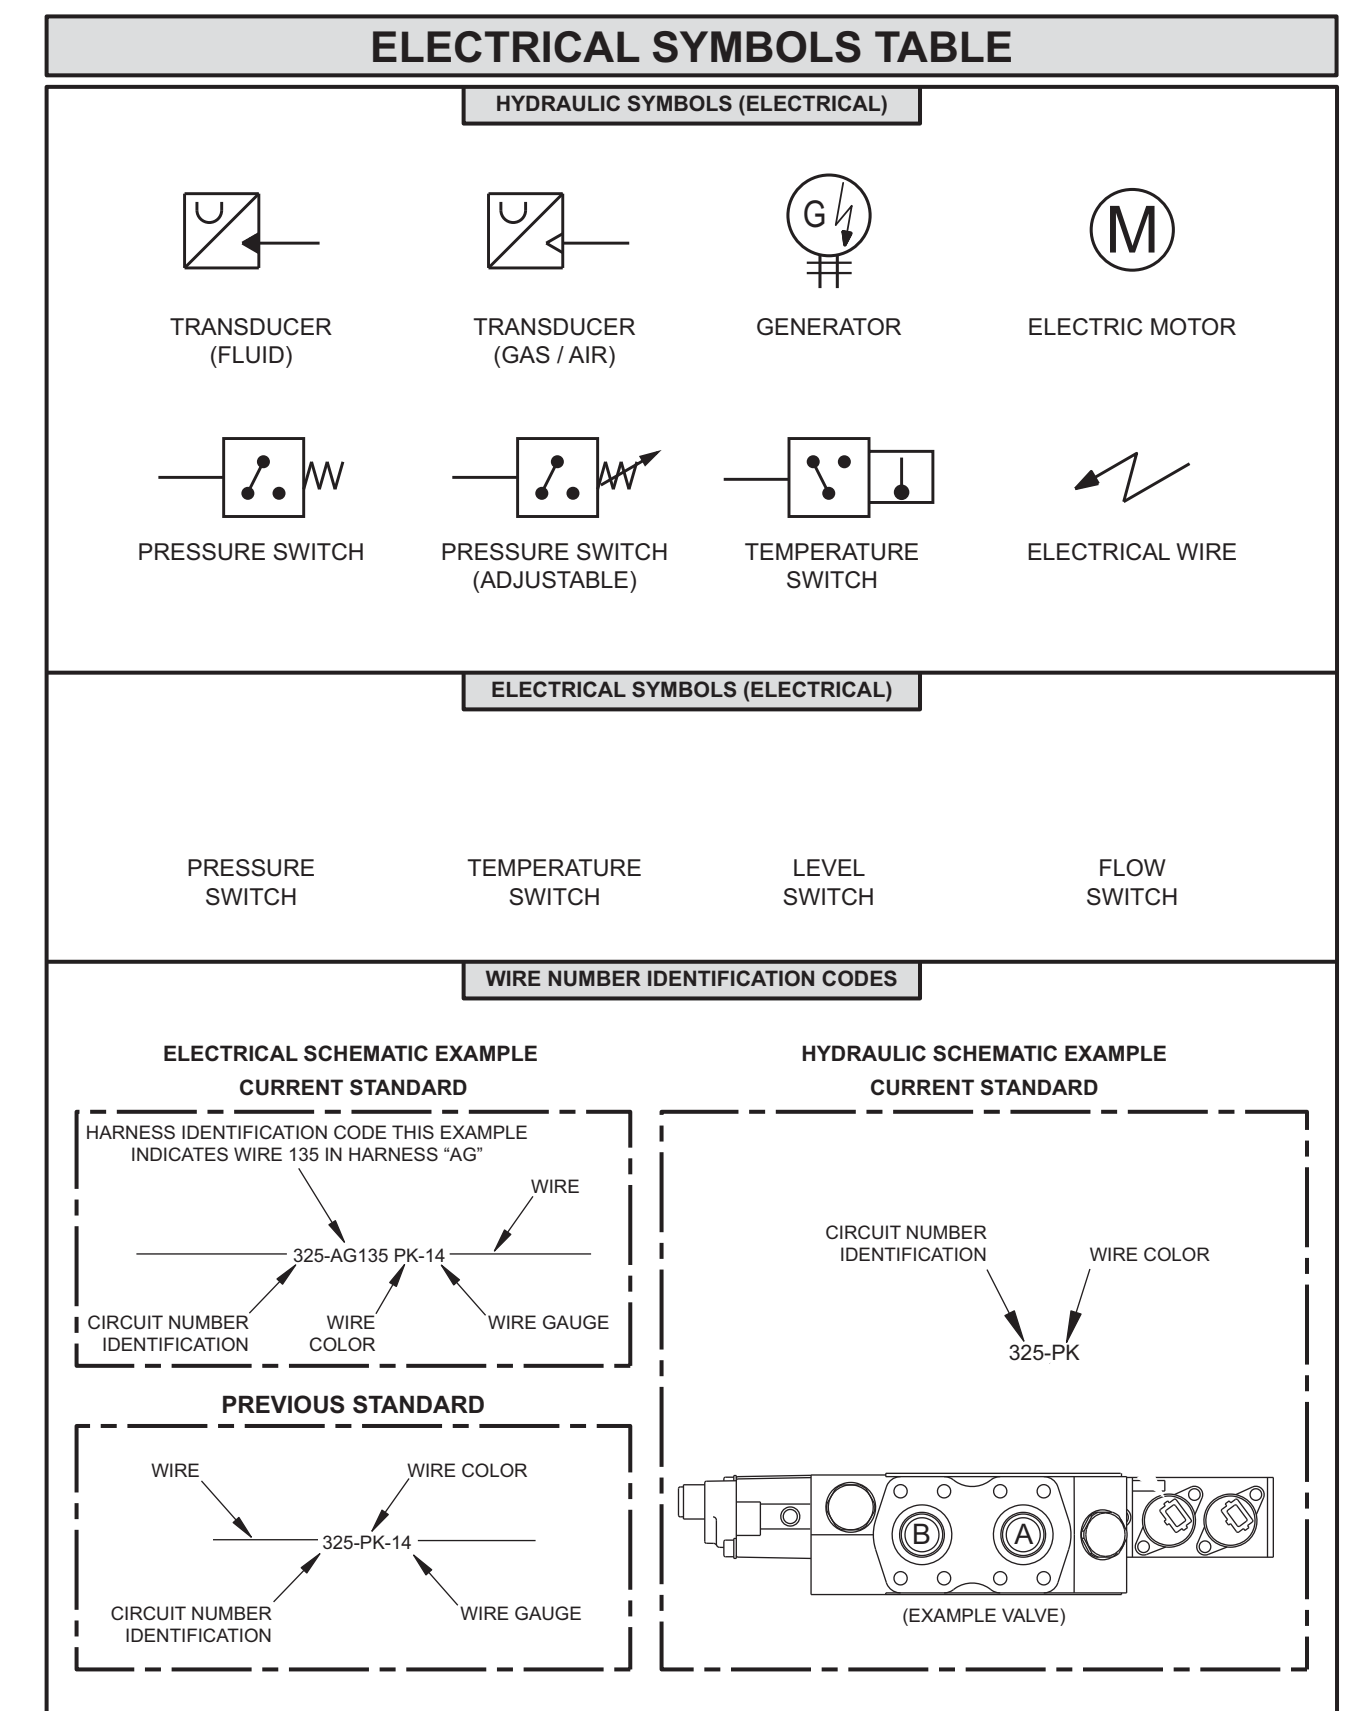 ELECTRICAL SYMBOLS TABLE
HYDRAULIC SYMBOLS (ELECTRICAL)
G
M
TRANSDUCER
(FLUID)
TRANSDUCER
(GAS / AIR)
GENERATOR
ELECTRIC MOTOR
PRESSURE SWITCH
PRESSURE SWITCH
(ADJUSTABLE)
TEMPERATURE
SWITCH
ELECTRICAL WIRE
ELECTRICAL SYMBOLS (ELECTRICAL)
PRESSURE
SWITCH
TEMPERATURE
SWITCH
LEVEL
SWITCH
FLOW
SWITCH
WIRE NUMBER IDENTIFICATION CODES
ELECTRICAL SCHEMATIC EXAMPLE
CURRENT STANDARD
HARNESS IDENTIFICATION CODE THIS EXAMPLE
INDICATES WIRE 135 IN HARNESS “AG”
WIRE
325-AG135 PK-14
CIRCUIT NUMBER
IDENTIFICATION
WIRE
COLOR
WIRE GAUGE
PREVIOUS STANDARD
WIRE
WIRE COLOR
325-PK-14
CIRCUIT NUMBER
IDENTIFICATION
WIRE GAUGE
HYDRAULIC SCHEMATIC EXAMPLE
CURRENT STANDARD
CIRCUIT NUMBER
IDENTIFICATION
WIRE COLOR
325-PK
B
A
(EXAMPLE VALVE)